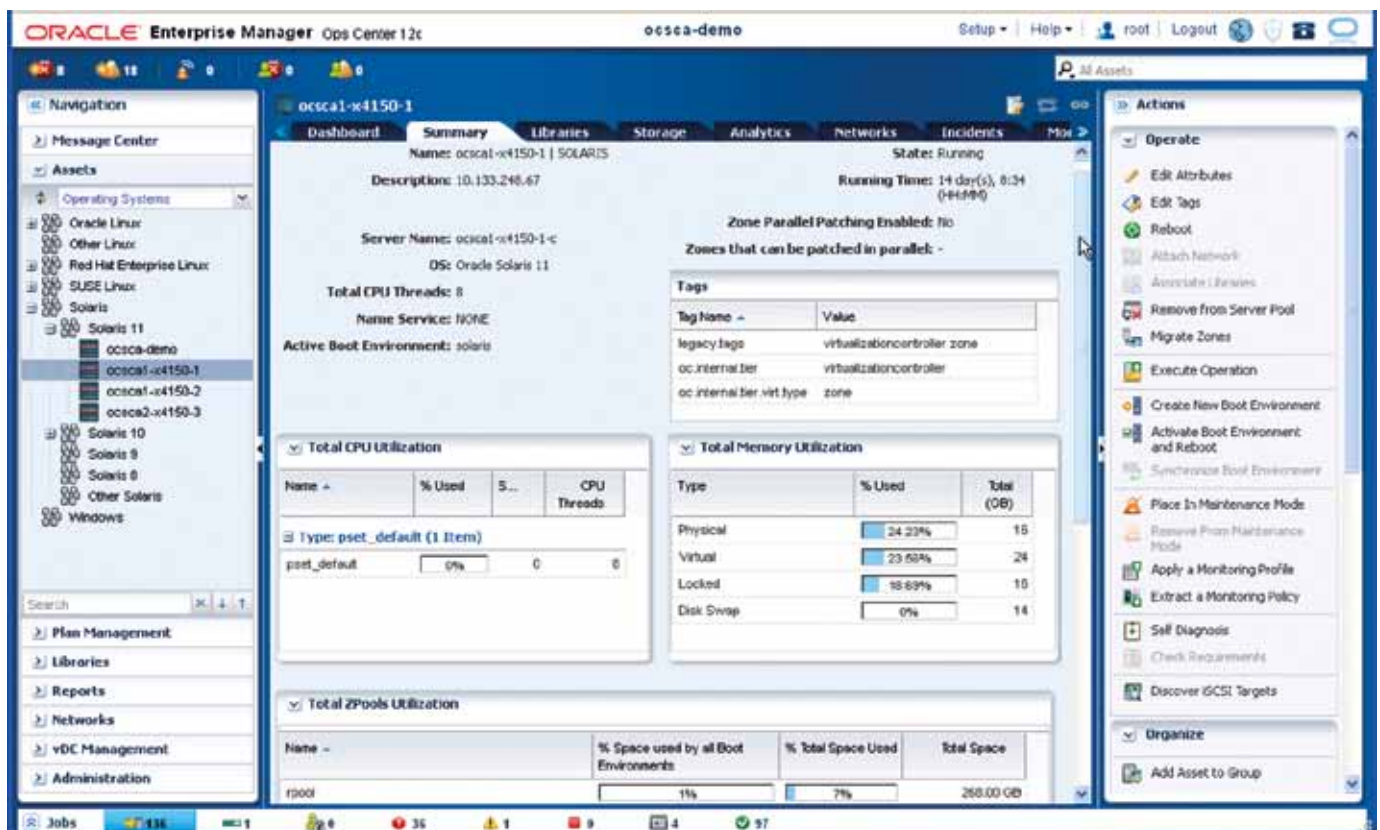 ORACLE Enterprise Manager Ops Center 12c
ocsca-demo
Setup Help root Logout
8 18 0 0 0
All Assets
Navigation
Message Center
Assets
Operating Systems
Oracle Linux
Other Linux
Red Hat Enterprise Linux
SUSE Linux
Solaris
Solaris 11
ocsca-demo
ocsca1-x4150-1
ocsca1-x4150-2
ocsca2-x4150-3
Solaris 10
Solaris 9
Solaris 8
Other Solaris
Windows
Search
Plan Management
Libraries
Reports
Networks
vDC Management
Administration
ocsca1-x4150-1
Dashboard Summary Libraries Storage Analytics Networks Incidents
Name: ocsca1-x4150-1 | SOLARIS
Description: 10.133.248.67
Server Name: ocsca1-x4150-1-c
OS: Oracle Solaris 11
Total CPU Threads: 8
Name Service: NONE
Active Boot Environment: solaris
State: Running
Running Time: 14 day(s), 8:34
(HH:MM)
Zone Parallel Patching Enabled: No
Zones that can be patched in parallel: -
Tags
Tag Name Value
legacy.tags virtualizationcontroller zone
oc.internal.tier virtualizationcontroller
oc.internal.tier.virt.type zone
Total CPU Utilization
Name % Used S... CPU
Threads
Type: pset_default (1 Item)
pset_default 0% 0
Total Memory Utilization
Type % Used Total
(GB)
Physical 24.23%
Virtual 23.58% 24
Locked 18.69%
Disk Swap 0% 14
Total ZPools Utilization
Name % Space used by all Boot
Environments % Total Space Used Total Space
rpool 1% 7% 268.00 GB
Actions
Operate
Edit Attributes
Edit Tags
Reboot
Attach Network
Associate Libraries
Remove from Server Pool
Migrate Zones
Execute Operation
Create New Boot Environment
Activate Boot Environment
and Reboot
Synchronize Boot Environment
Place In Maintenance Mode
Remove From Maintenance
Mode
Apply a Monitoring Profile
Extract a Monitoring Policy
Self Diagnosis
Check Requirements
Discover iSCSI Targets
Organize
Add Asset to Group
Jobs 136 1 0 36 1 9 4 97